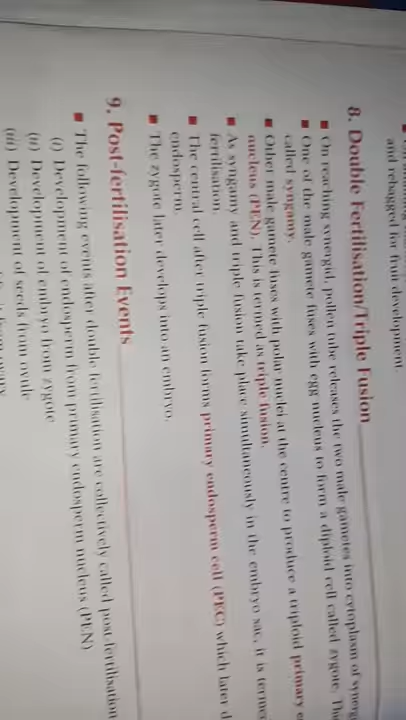 and rebagged for fruit development.
8. Double Fertilisation/Triple Fusion
■ On reaching synergid, pollen tube releases the two male gametes into cytoplasm of
■ One of the male gamete fuses with egg nucleus to form a diploid cell called zygote.
called syngamy.
■ Other male gamete fuses with polar nuclei at the centre to produce a triploid primary
nucleus (PEN). This is termed as triple fusion.
■ As syngamy and triple fusion take place simultaneously in the embryo sac, it is
fertilisation.
■ The central cell after triple fusion forms primary endosperm cell (PEC) which later
endosperm.
■ The zygote later develops into an embryo.
9. Post-fertilisation Events
■ The following events after double fertilisation are collectively called post-fertilisation
(i) Development of endosperm from primary endosperm nucleus (PEN)
(ii) Development of embryo from zygote
(iii) Development of seeds from ovule
from ovary